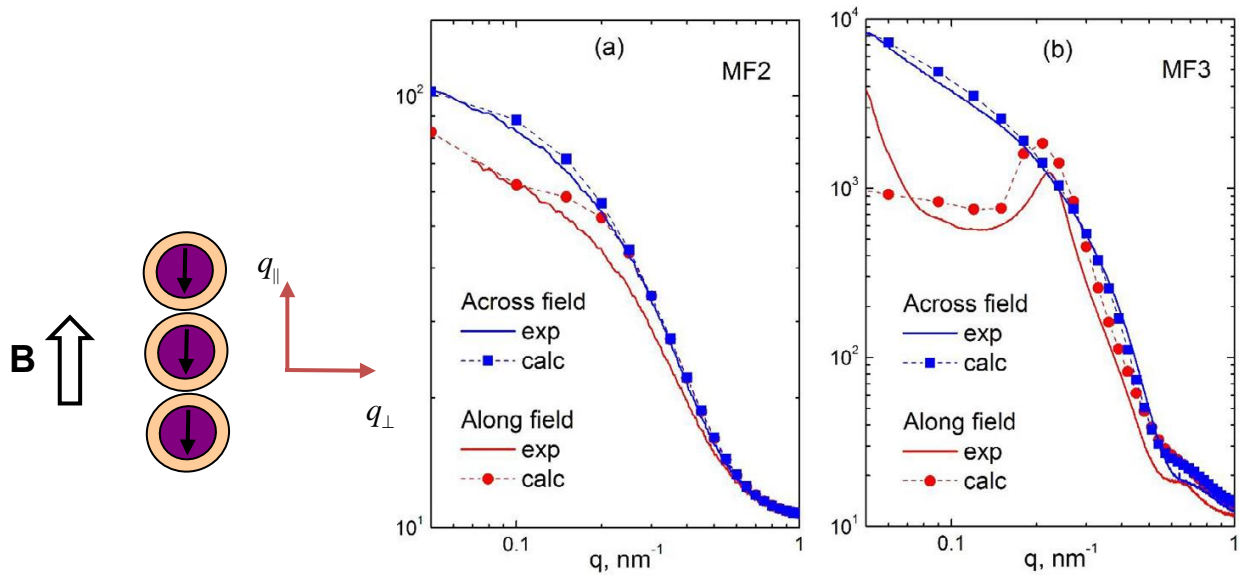 B
q∥
q⊥
(a)
MF2
10²
10¹
Across field
exp
calc
Along field
exp
calc
0.1
1
q, nm⁻¹
(b)
MF3
10⁴
10³
10²
10¹
Across field
exp
calc
Along field
exp
calc
0.1
1
q, nm⁻¹